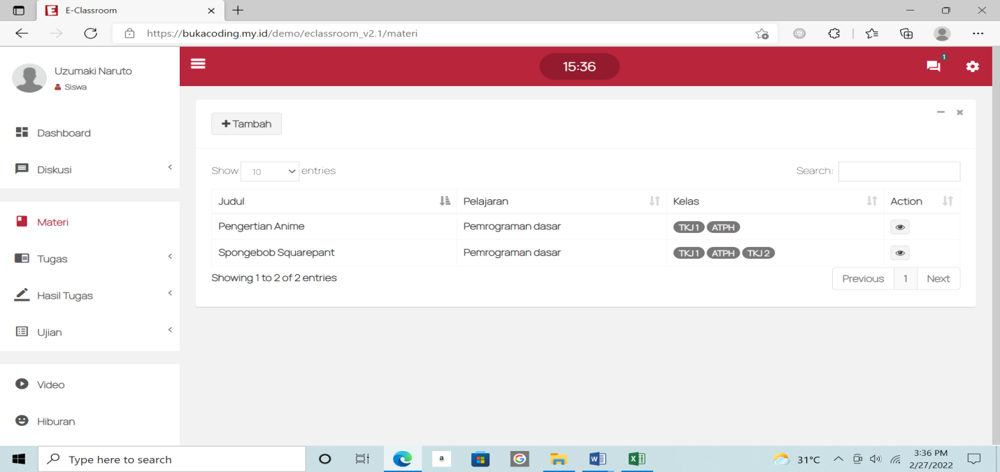 E-Classroom
https://bukacoding.my.id/demo/eclassroom_v2.1/materi
Uzumaki Naruto
Siswa
15:36
1
Dashboard
Diskusi
Materi
Tugas
Hasil Tugas
Ujian
Video
Hiburan
Tambah
Show 10 entries
Search:
Judul Pelajaran Kelas Action
Pengertian Anime Pemrograman dasar TKJ 1 ATPH
Spongebob Squarepant Pemrograman dasar TKJ 1 ATPH TKJ 2
Showing 1 to 2 of 2 entries
Previous 1 Next
Type here to search
31°C
3:36 PM
2/27/2022